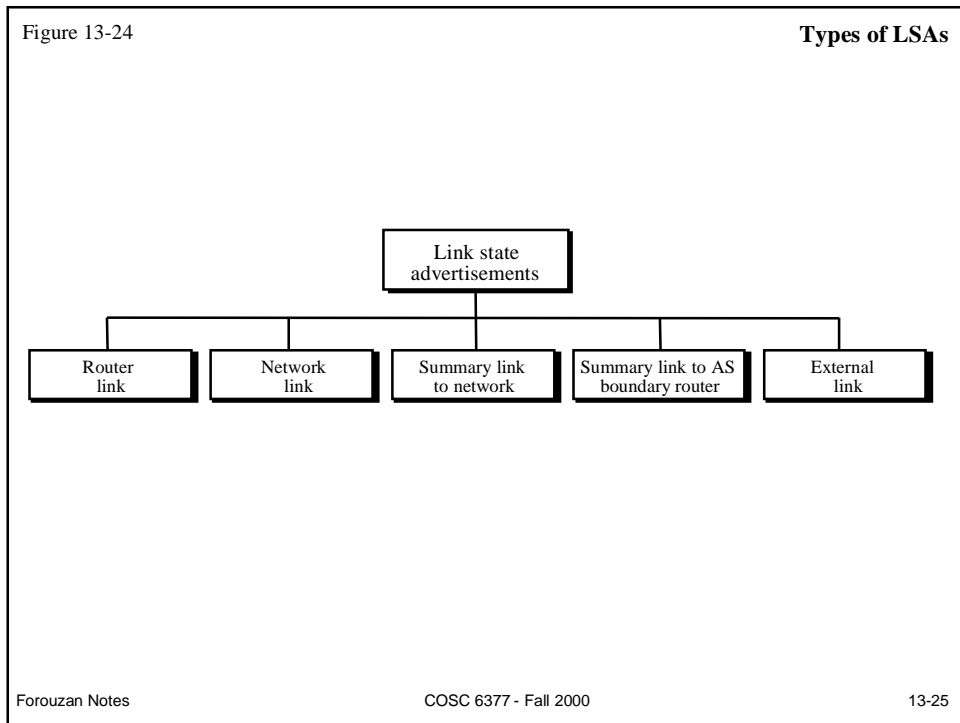 Figure 13-24
Types of LSAs
Link state
advertisements
Router
link
Network
link
Summary link
to network
Summary link to AS
boundary router
External
link
Forouzan Notes
COSC 6377 - Fall 2000
13-25